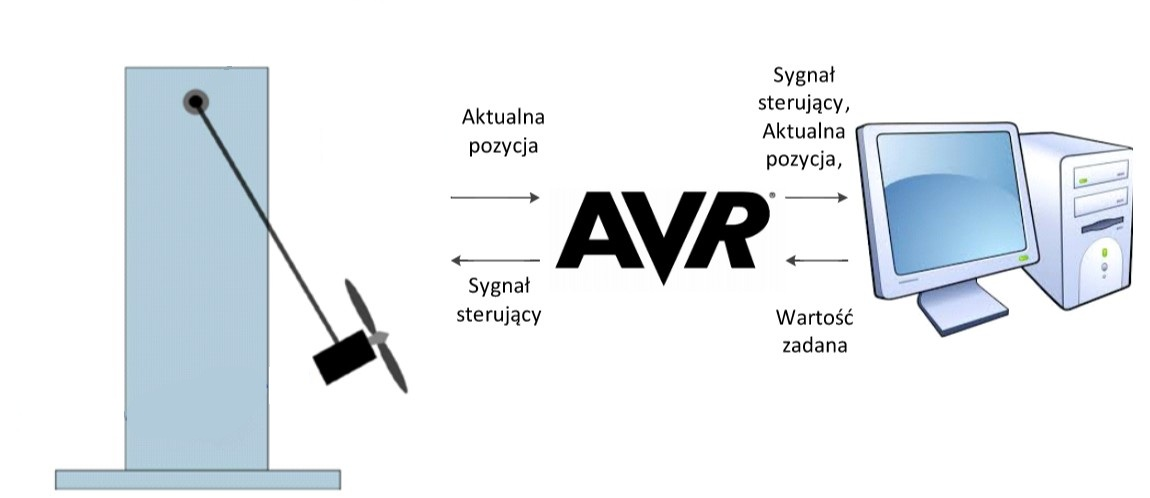 Aktualna
pozycja
Sygnał
sterujący
AVR®
Sygnał
sterujący,
Aktualna
pozycja,
Wartość
zadana